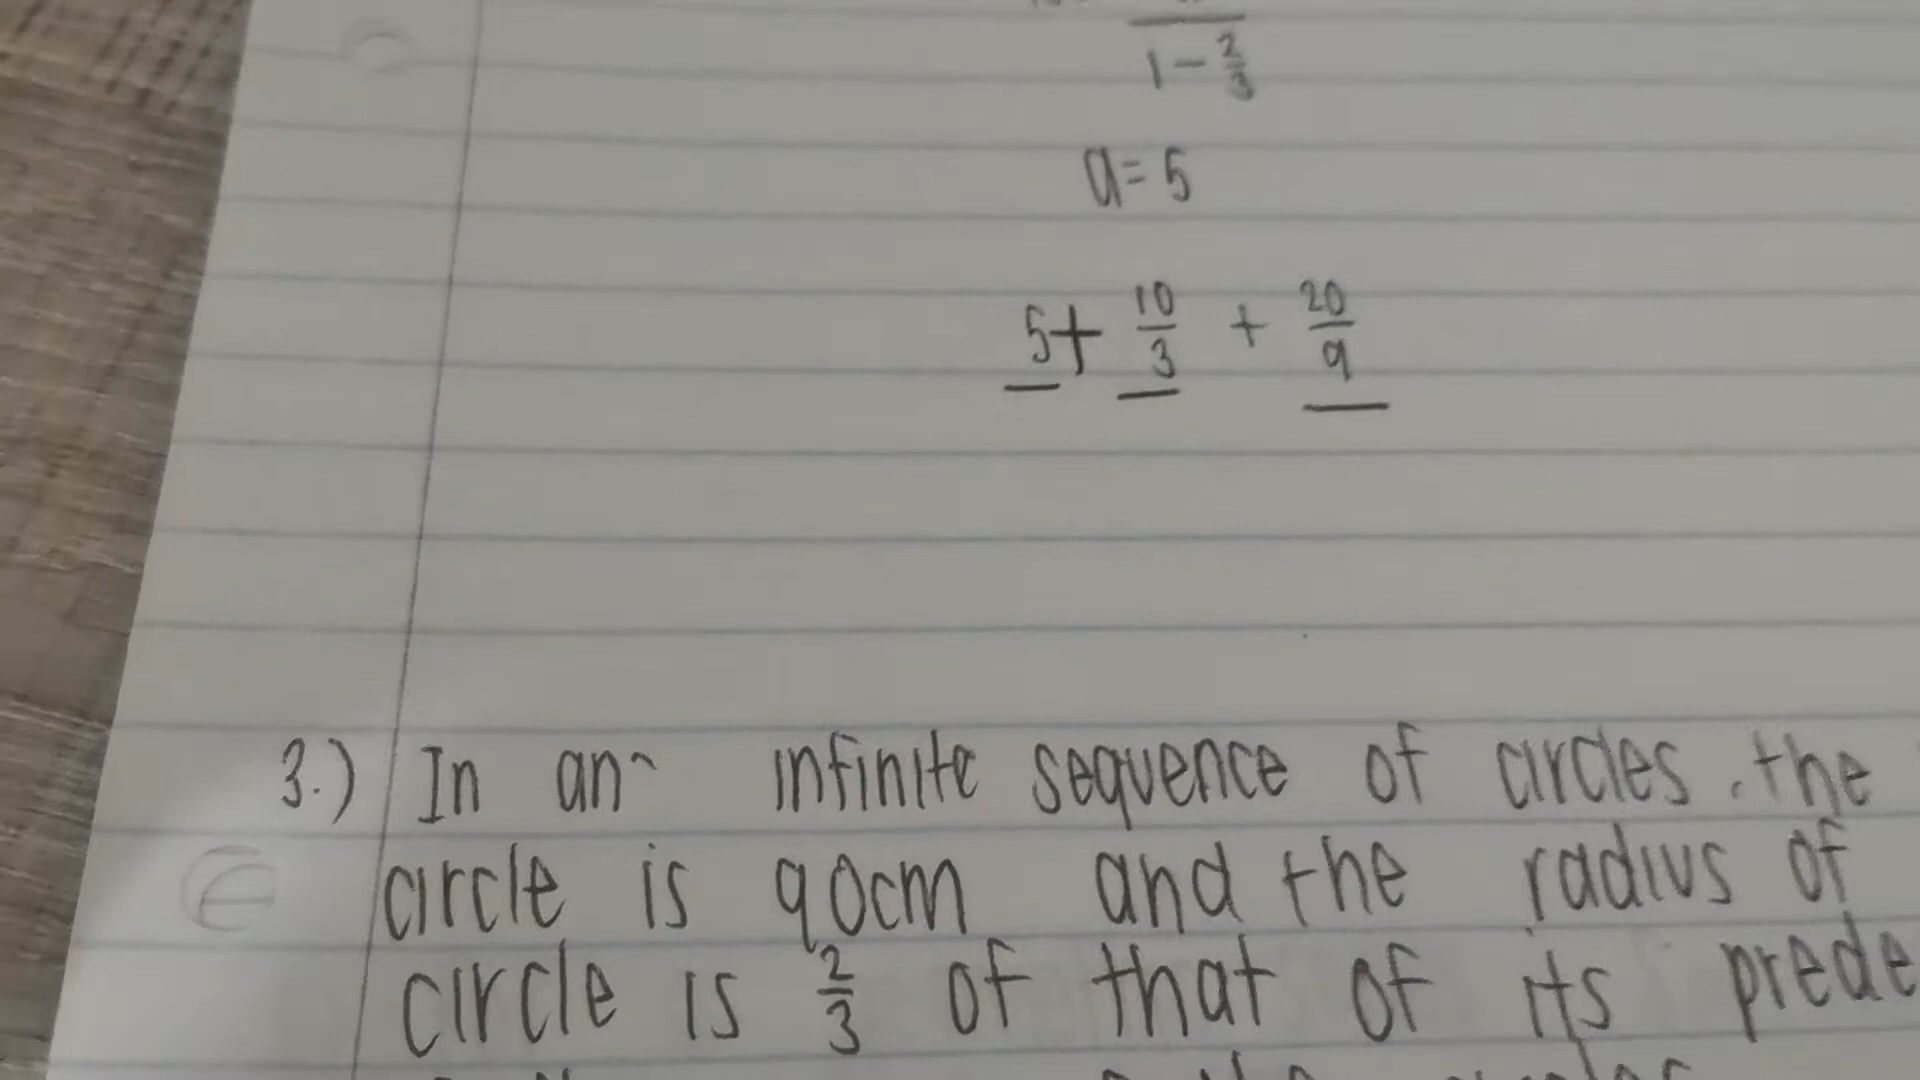 1 - 2/3
a = 5
5 + 10/3 + 20/9
3.) In an infinite sequence of circles, the
circle is 90cm and the radius of
circle is 2/3 of that of its prede